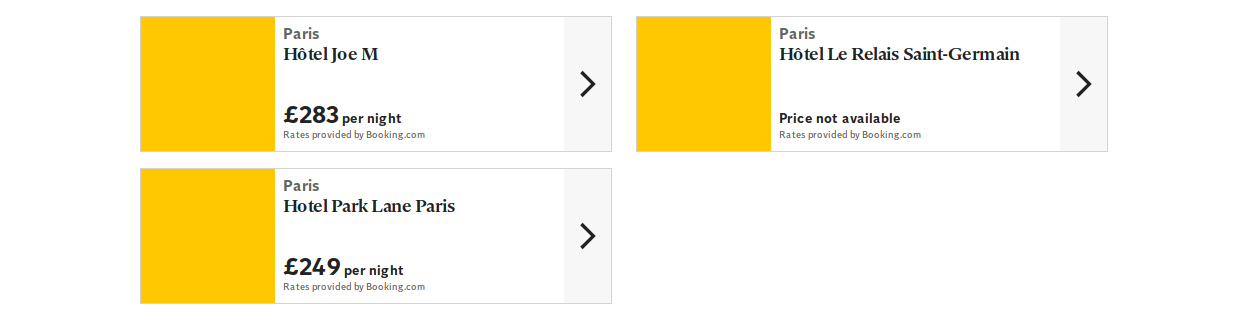 Paris
Hôtel Joe M
£283 per night
Rates provided by Booking.com
Paris
Hôtel Le Relais Saint-Germain
Price not available
Rates provided by Booking.com
Paris
Hotel Park Lane Paris
£249 per night
Rates provided by Booking.com